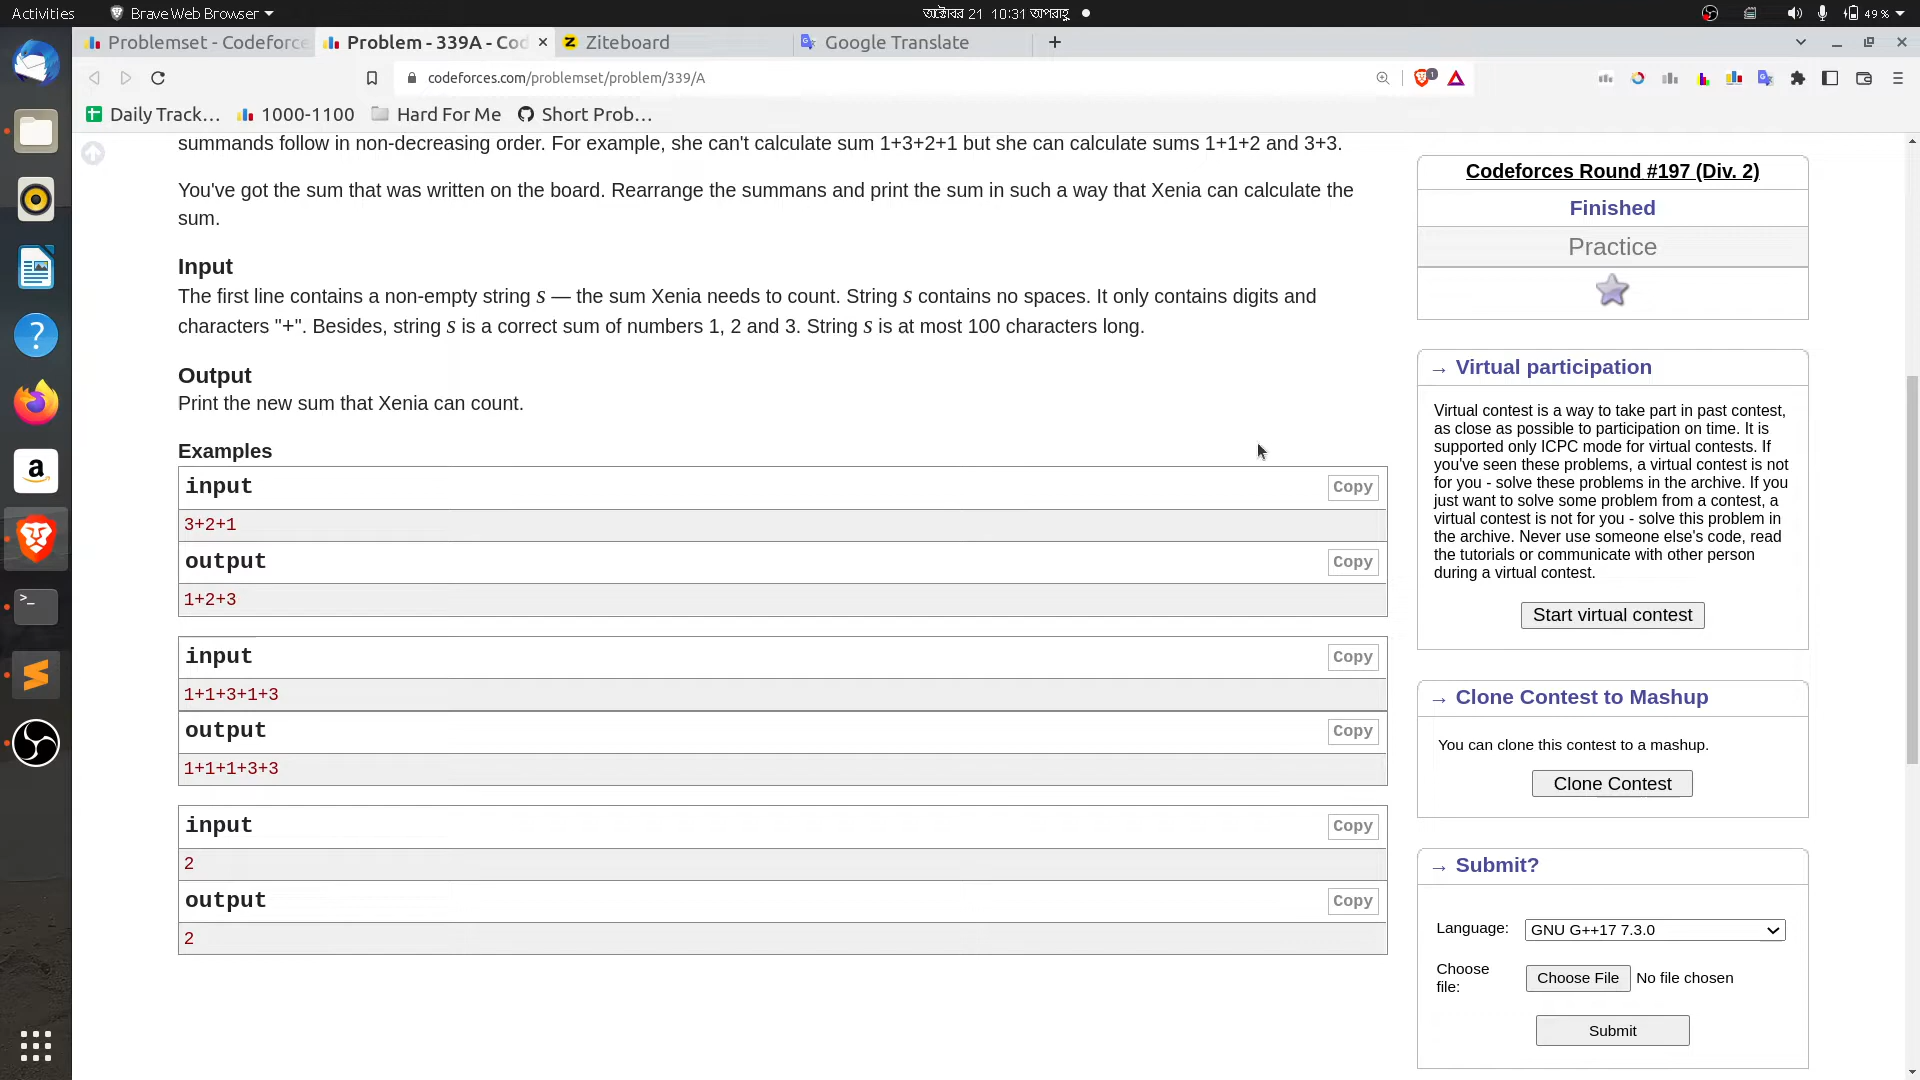 Activities
Brave Web Browser
অক্টোবর 21 10:31 অপরাহ্ণ
49 %
Problemset - Codeforce
Problem - 339A - Cod
Ziteboard
Google Translate
codeforces.com/problemset/problem/339/A
1
Daily Track...
1000-1100
Hard For Me
Short Prob...
summands follow in non-decreasing order. For example, she can't calculate sum 1+3+2+1 but she can calculate sums 1+1+2 and 3+3.
You've got the sum that was written on the board. Rearrange the summans and print the sum in such a way that Xenia can calculate the
sum.
Input
The first line contains a non-empty string s — the sum Xenia needs to count. String s contains no spaces. It only contains digits and
characters "+". Besides, string s is a correct sum of numbers 1, 2 and 3. String s is at most 100 characters long.
Output
Print the new sum that Xenia can count.
Examples
input
Copy
3+2+1
output
Copy
1+2+3
input
Copy
1+1+3+1+3
output
Copy
1+1+1+3+3
input
Copy
2
output
Copy
2
Codeforces Round #197 (Div. 2)
Finished
Practice
→ Virtual participation
Virtual contest is a way to take part in past contest,
as close as possible to participation on time. It is
supported only ICPC mode for virtual contests. If
you've seen these problems, a virtual contest is not
for you - solve these problems in the archive. If you
just want to solve some problem from a contest, a
virtual contest is not for you - solve this problem in
the archive. Never use someone else's code, read
the tutorials or communicate with other person
during a virtual contest.
Start virtual contest
→ Clone Contest to Mashup
You can clone this contest to a mashup.
Clone Contest
→ Submit?
Language:
GNU G++17 7.3.0
Choose
file:
Choose File No file chosen
Submit